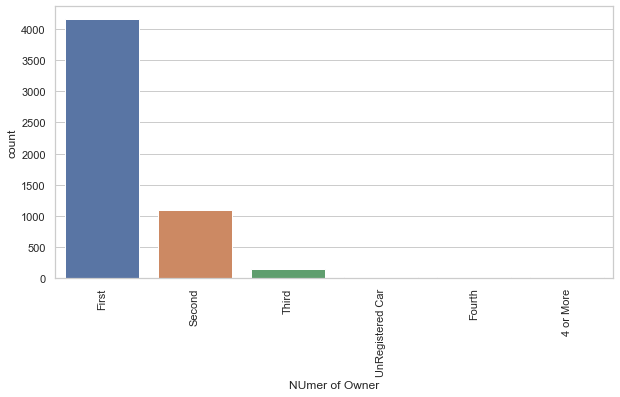 4000
3500
3000
2500
2000
1500
1000
500
0
count
First
Second
Third
UnRegistered Car
Fourth
4 or More
NUmer of Owner